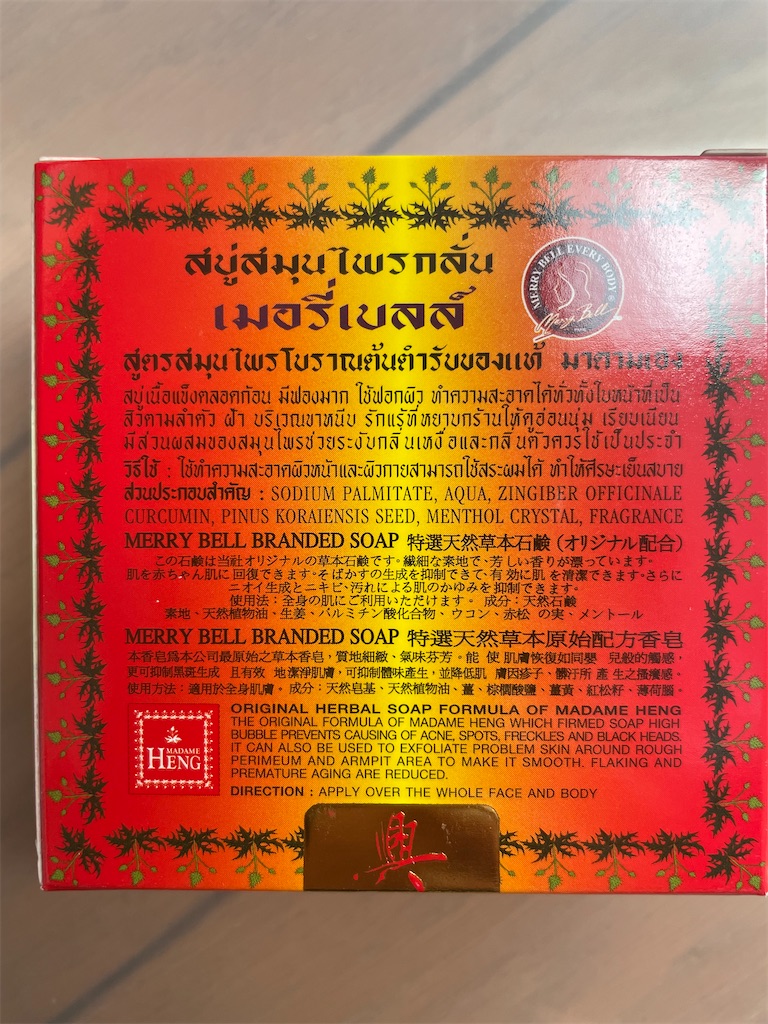 สบู่สมุนไพรกลั่น
เมอรี่เบลล์
MERRY BELL EVERY BODY ®
Merry Bell
สูตรสมุนไพรโบราณต้นตำรับของแท้ มาดามเฮง
สบู่เนื้อแข็งตลอดก้อน มีฟองมาก ใช้ฟอกผิว ทำความสะอาดได้ทั่วทั้งใบหน้าที่เป็น
สิวตามลำตัว ฝ้า บริเวณขาหนีบ รักแร้ที่หยาบกร้านให้ดูอ่อนนุ่ม เรียบเนียน
มีส่วนผสมของสมุนไพรช่วยระงับกลิ่นเหงื่อและกลิ่นตัวควรใช้เป็นประจำ
วิธีใช้ : ใช้ทำความสะอาดผิวหน้าและผิวกายสามารถใช้สระผมได้ ทำให้ศีรษะเย็นสบาย
ส่วนประกอบสำคัญ : SODIUM PALMITATE, AQUA, ZINGIBER OFFICINALE
CURCUMIN, PINUS KORAIENSIS SEED, MENTHOL CRYSTAL, FRAGRANCE
MERRY BELL BRANDED SOAP 特選天然草本石鹸 (オリジナル配合)
この石鹸は当社オリジナルの草本石鹸です。繊細な素地で、芳しい香りが漂っています。
肌を赤ちゃん肌に回復できます。そばかすの生成を抑制できて、有効に肌を清潔できます。さらに
ニオイ生成とニキビ、汚れによる肌のかゆみを抑制できます。
使用法：全身の肌にご利用いただけます。 成分：天然石鹸
素地、天然植物油、生姜、パルミチン酸化合物、ウコン、赤松の実、メントール
MERRY BELL BRANDED SOAP 特選天然草本原始配方香皂
本香皂為本公司最原始之草本香皂，質地細緻、氣味芬芳。能 使 肌膚恢復如同嬰 兒般的觸感，
更可抑制黑斑生成 且有效 地潔淨肌膚，可抑制體味產生，並降低肌 膚因疹子、髒汙所 產 生之搔癢感。
使用方法：適用於全身肌膚。成分：天然皂基、天然植物油、薑、棕櫚酸鹽、薑黃、紅松籽、薄荷腦。
MADAME
HENG
ORIGINAL HERBAL SOAP FORMULA OF MADAME HENG
THE ORIGINAL FORMULA OF MADAME HENG WHICH FIRMED SOAP HIGH
BUBBLE PREVENTS CAUSING OF ACNE, SPOTS, FRECKLES AND BLACK HEADS.
IT CAN ALSO BE USED TO EXFOLIATE PROBLEM SKIN AROUND ROUGH
PERIMEUM AND ARMPIT AREA TO MAKE IT SMOOTH. FLAKING AND
PREMATURE AGING ARE REDUCED.
DIRECTION : APPLY OVER THE WHOLE FACE AND BODY
興